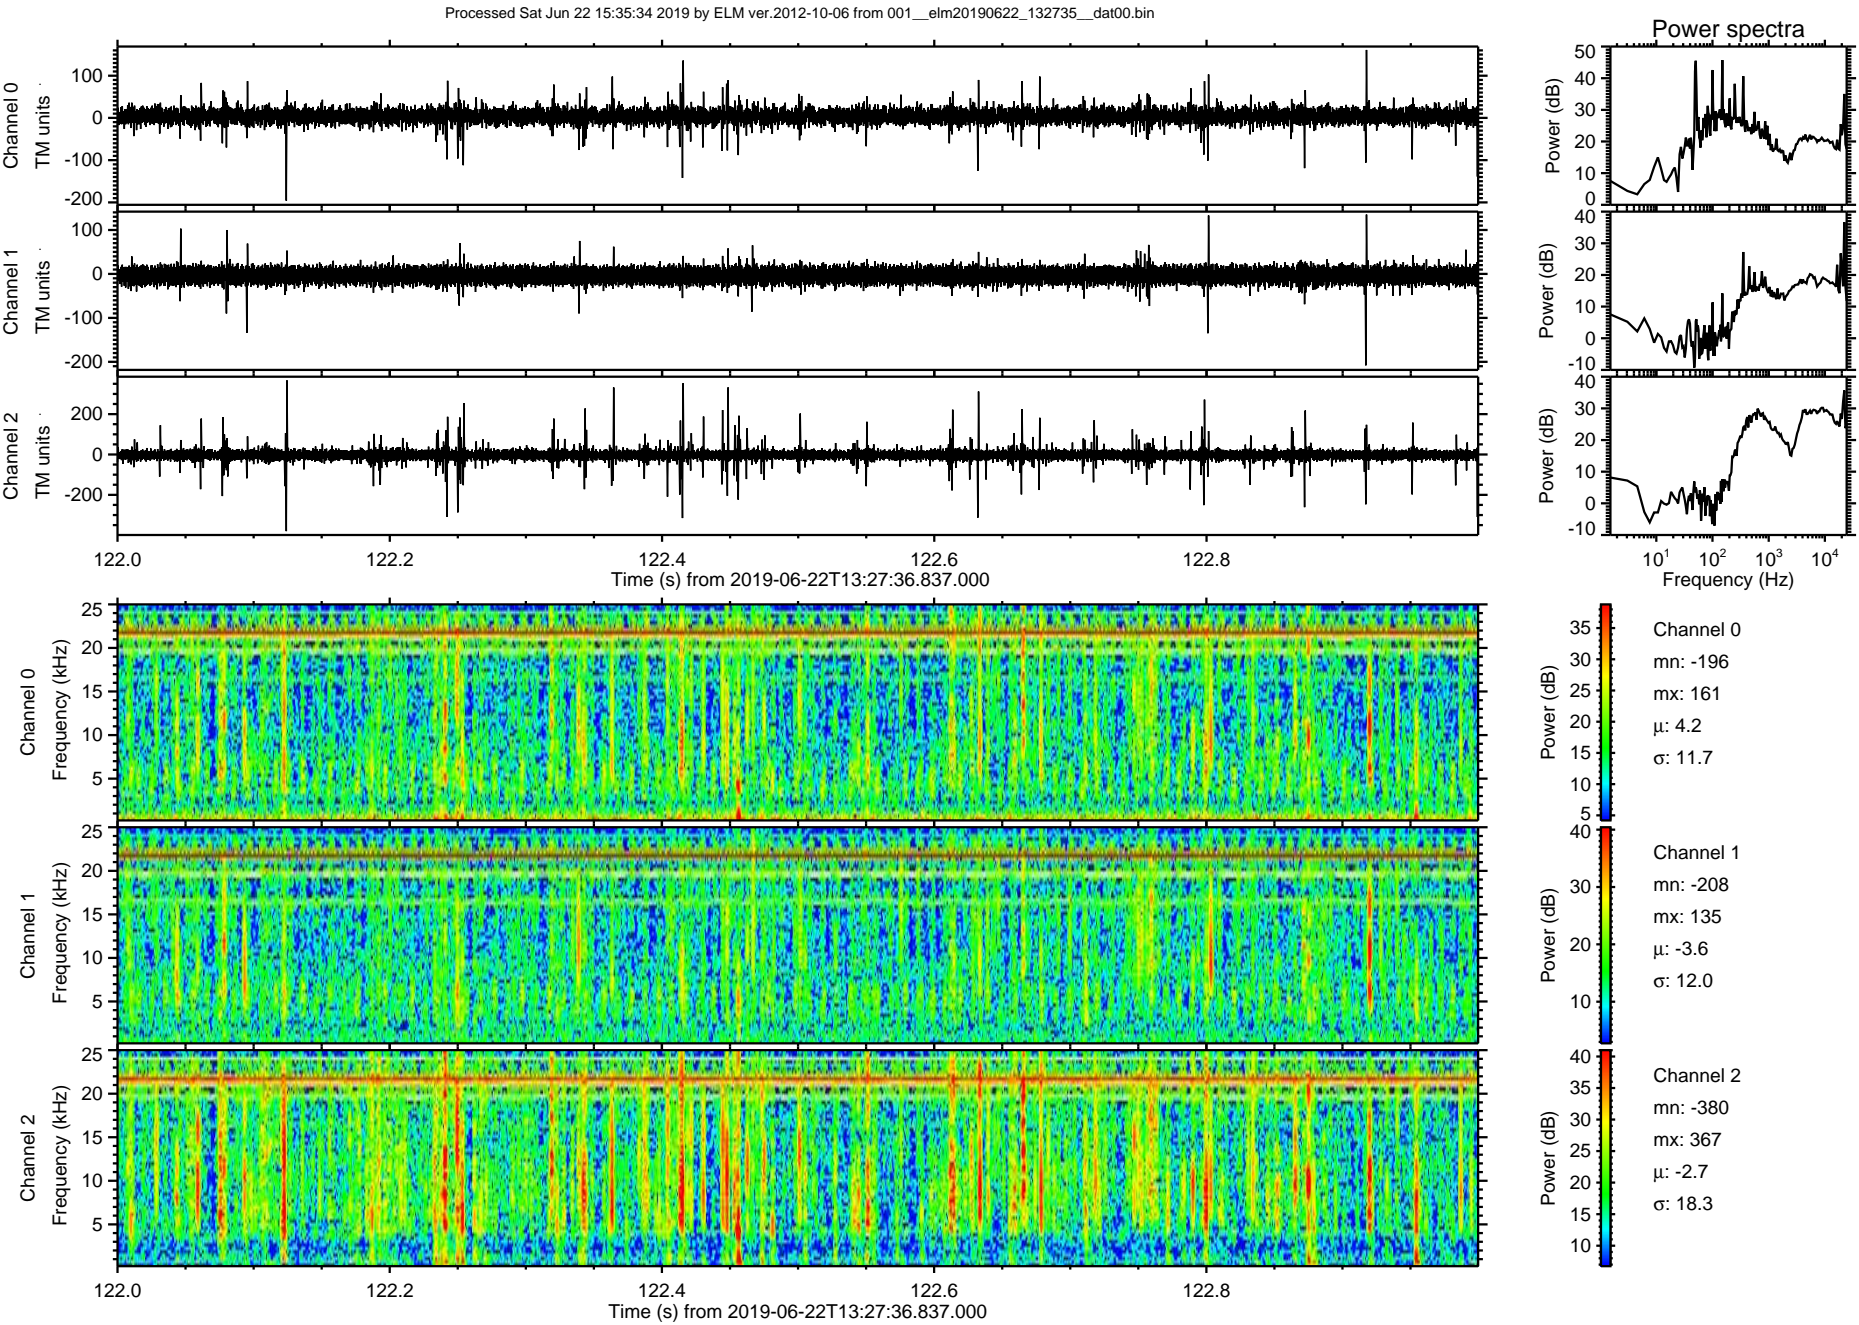 Processed Sat Jun 22 15:35:34 2019 by ELM ver.2012-10-06 from 001__elm20190622_132735__dat00.bin
Power spectra
Channel 0
TM units
100
0
-100
-200
Power (dB)
50
40
30
20
10
0
Channel 1
TM units
100
0
-100
-200
Power (dB)
40
30
20
10
0
-10
Channel 2
TM units
200
0
-200
Power (dB)
40
30
20
10
0
-10
122.0 122.2 122.4 122.6 122.8
Time (s) from 2019-06-22T13:27:36.837.000
10^1 10^2 10^3 10^4
Frequency (Hz)
Channel 0
Frequency (kHz)
25
20
15
10
5
Power (dB)
35
30
25
20
15
10
5
Channel 0
mn: -196
mx: 161
μ: 4.2
σ: 11.7
Channel 1
Frequency (kHz)
25
20
15
10
5
Power (dB)
40
30
20
10
Channel 1
mn: -208
mx: 135
μ: -3.6
σ: 12.0
Channel 2
Frequency (kHz)
25
20
15
10
5
Power (dB)
40
35
30
25
20
15
10
Channel 2
mn: -380
mx: 367
μ: -2.7
σ: 18.3
122.0 122.2 122.4 122.6 122.8
Time (s) from 2019-06-22T13:27:36.837.000